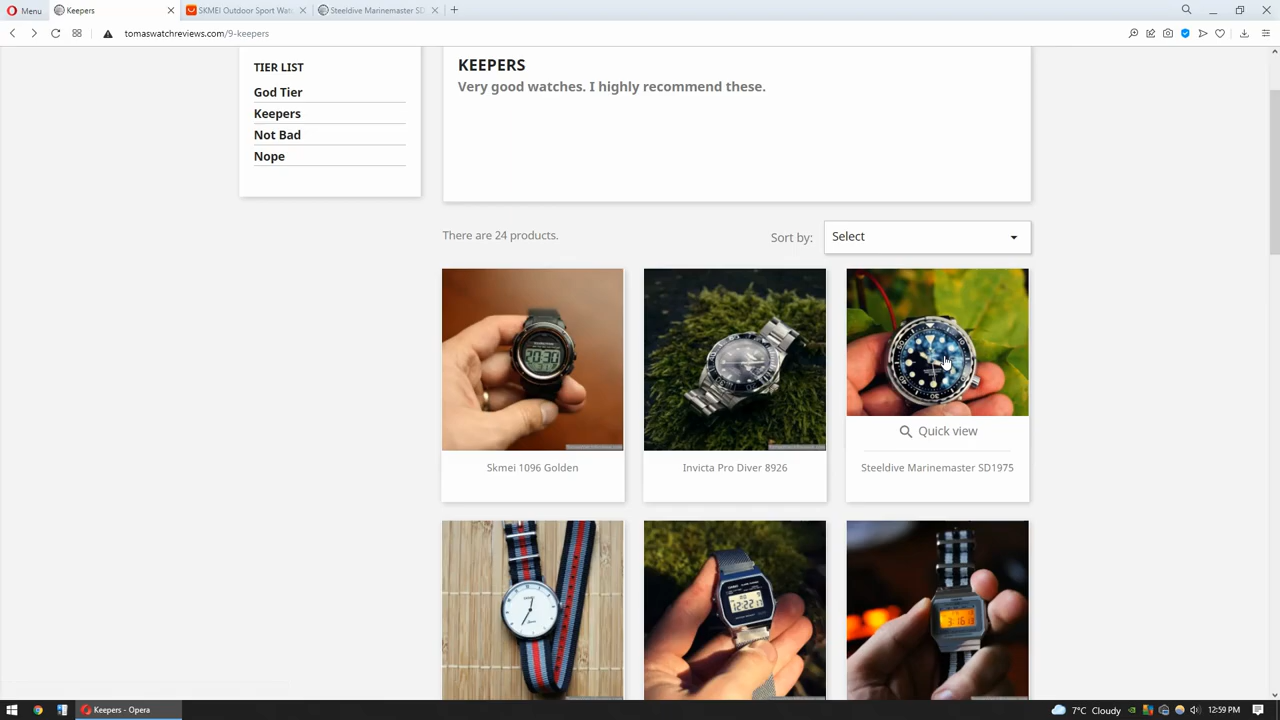 Menu
Keepers
SKMEI Outdoor Sport Wat
Steeldive Marinemaster SD
tomaswatchreviews.com/9-keepers
TIER LIST
God Tier
Keepers
Not Bad
Nope
KEEPERS
Very good watches. I highly recommend these.
There are 24 products.
Sort by:
Select
20:30
Quick view
Skmei 1096 Golden
Invicta Pro Diver 8926
Steeldive Marinemaster SD1975
Keepers - Opera
7°C Cloudy
12:59 PM